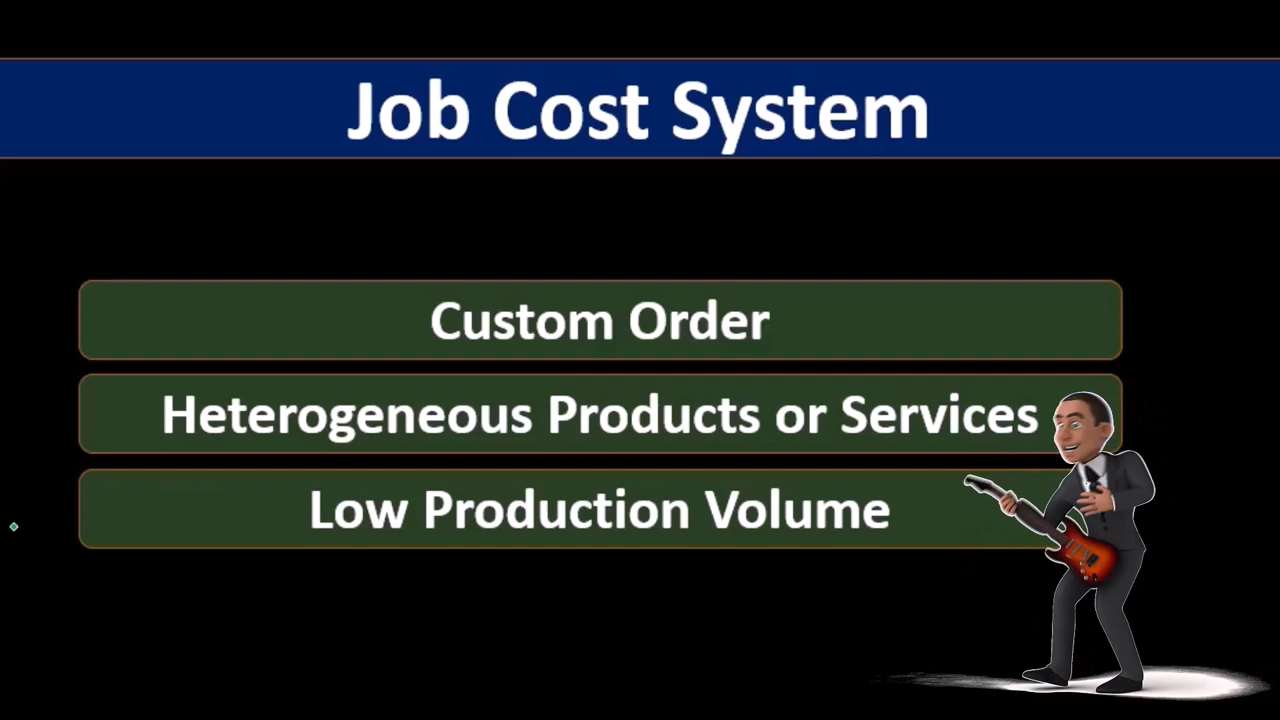 Job Cost System
Custom Order
Heterogeneous Products or Services
Low Production Volume